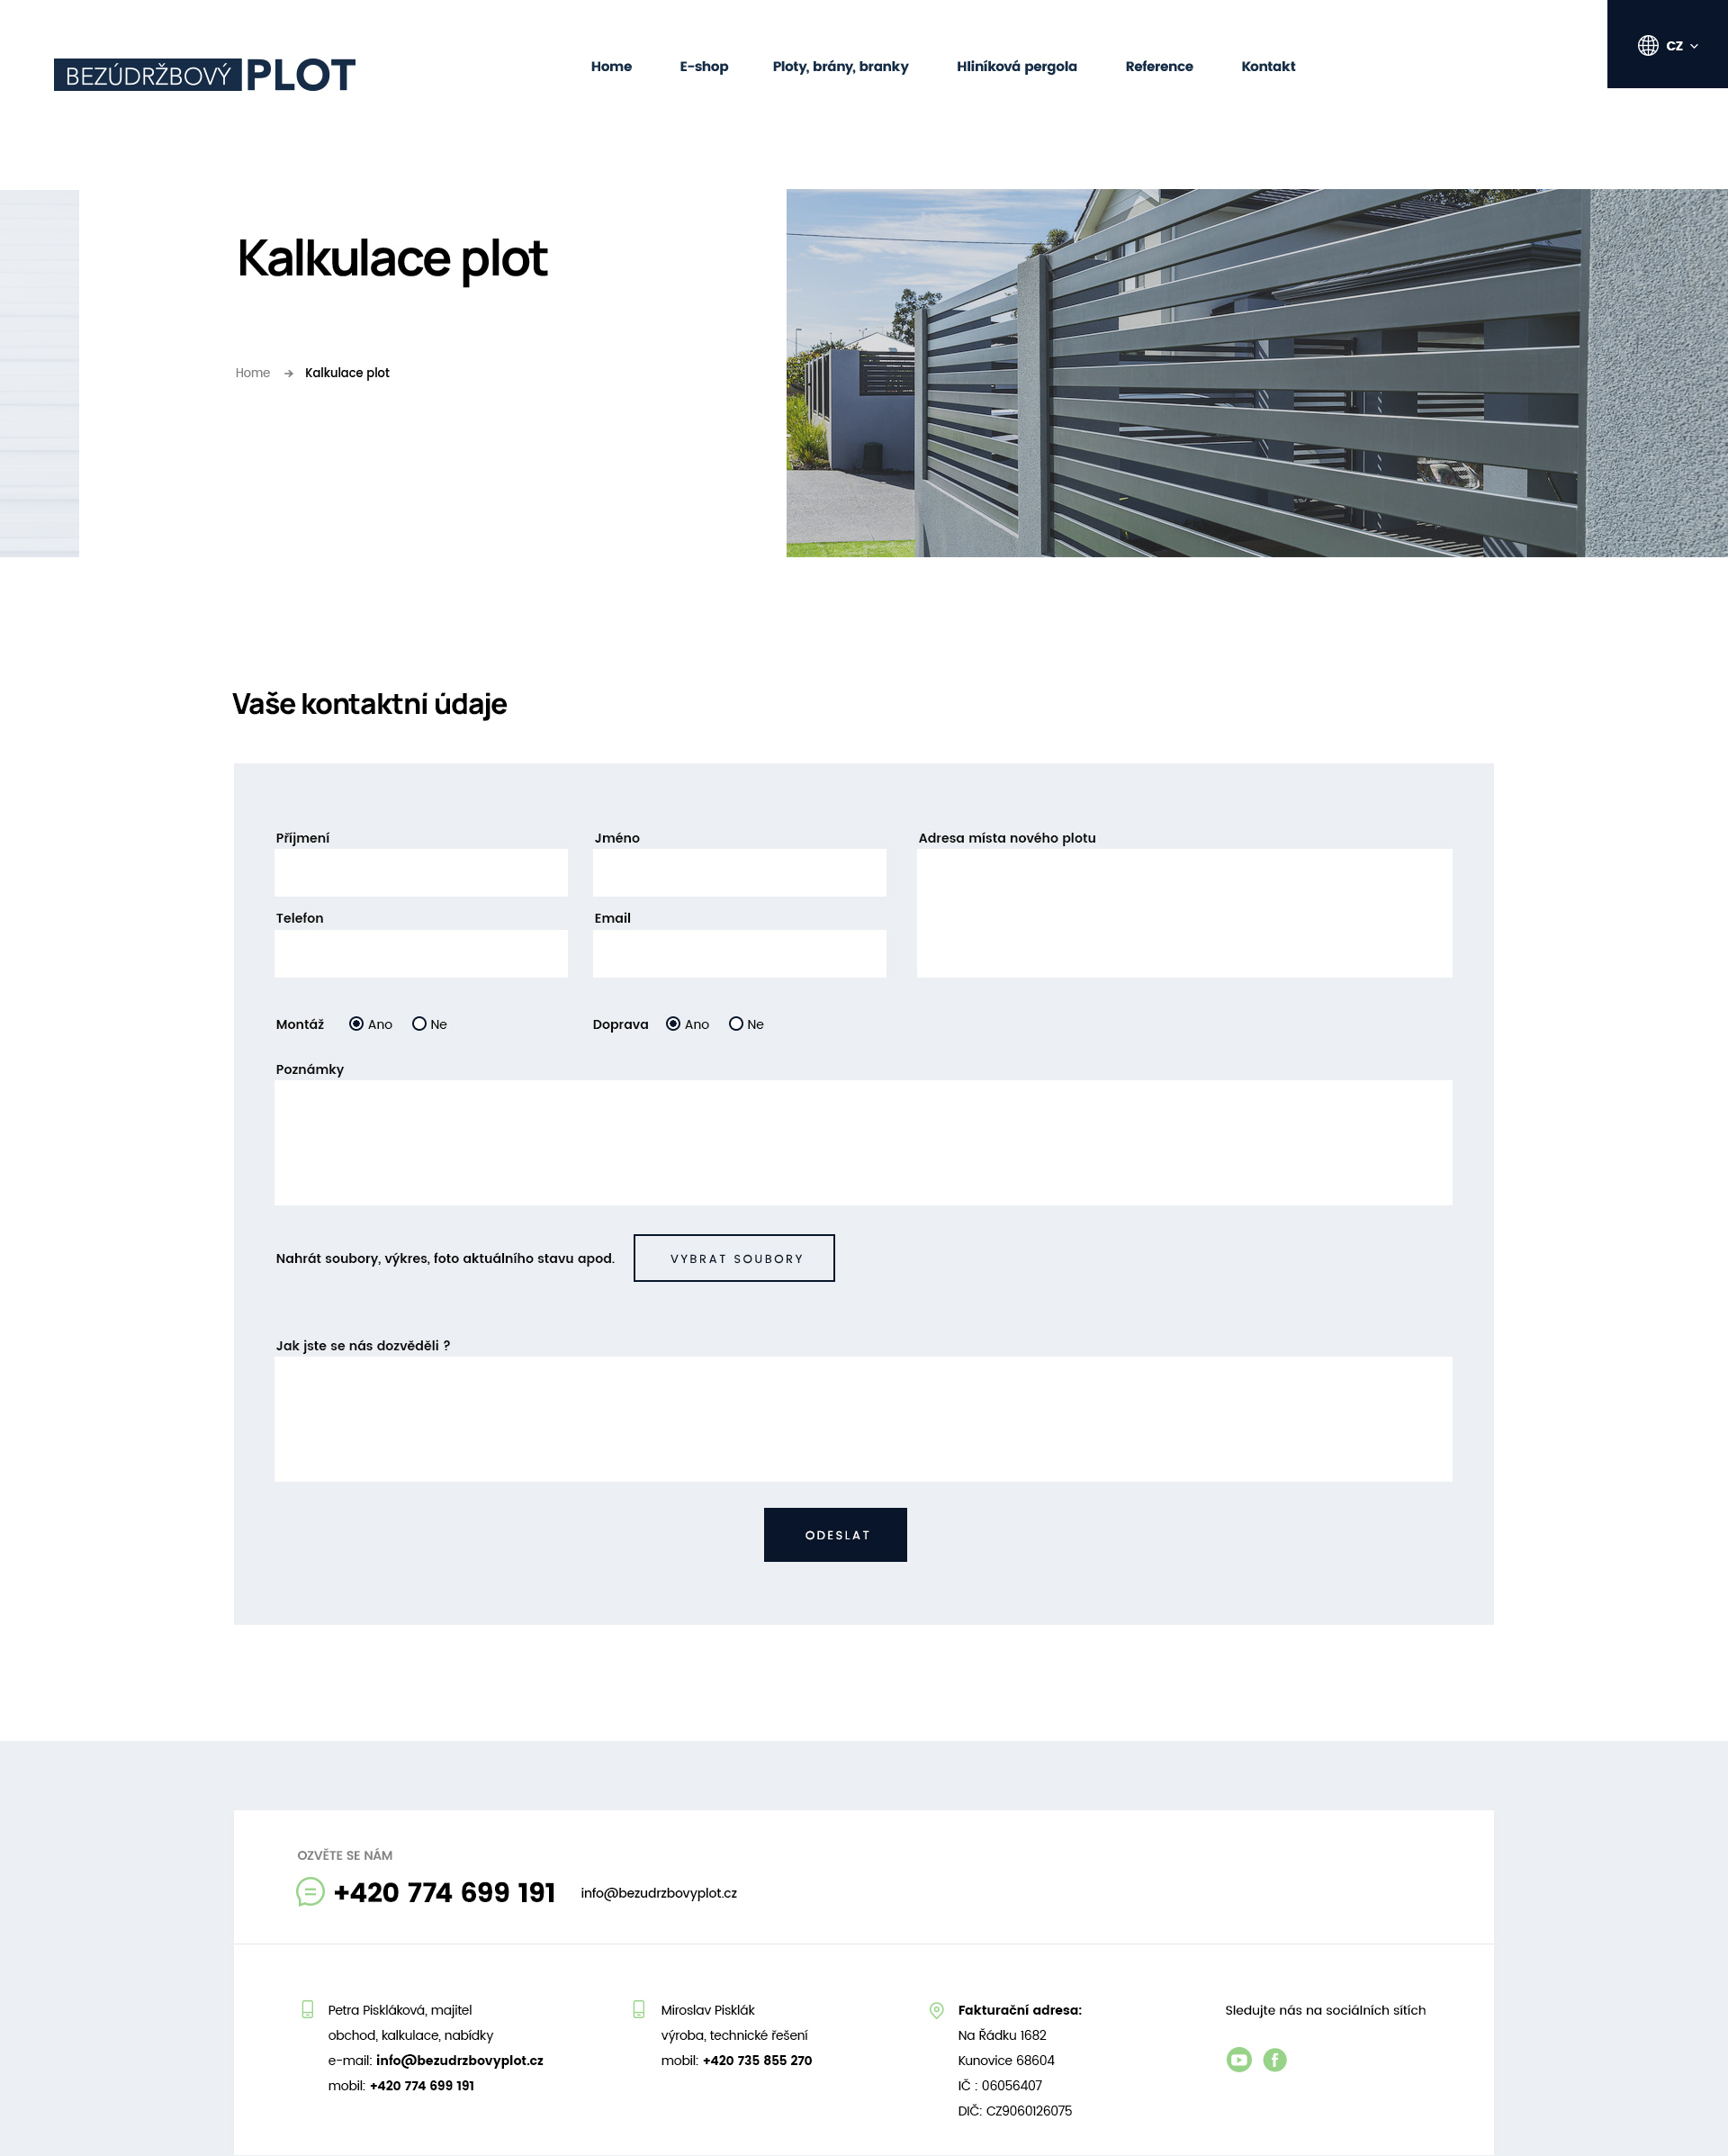 BEZÚDRŽBOVÝ PLOT
Home E-shop Ploty, brány, branky Hliníková pergola Reference Kontakt
CZ
Kalkulace plot
Home → Kalkulace plot
Vaše kontaktní údaje
Příjmení Jméno Adresa místa nového plotu
Telefon Email
Montáž Ano Ne Doprava Ano Ne
Poznámky
Nahrát soubory, výkres, foto aktuálního stavu apod. VYBRAT SOUBORY
Jak jste se nás dozvěděli ?
ODESLAT
OZVĚTE SE NÁM
+420 774 699 191 info@bezudrzbovyplot.cz
Petra Piskláková, majitel
obchod, kalkulace, nabídky
e-mail: info@bezudrzbovyplot.cz
mobil: +420 774 699 191
Miroslav Pisklák
výroba, technické řešení
mobil: +420 735 855 270
Fakturační adresa:
Na Řádku 1682
Kunovice 68604
IČ : 06056407
DIČ: CZ9060126075
Sledujte nás na sociálních sítích